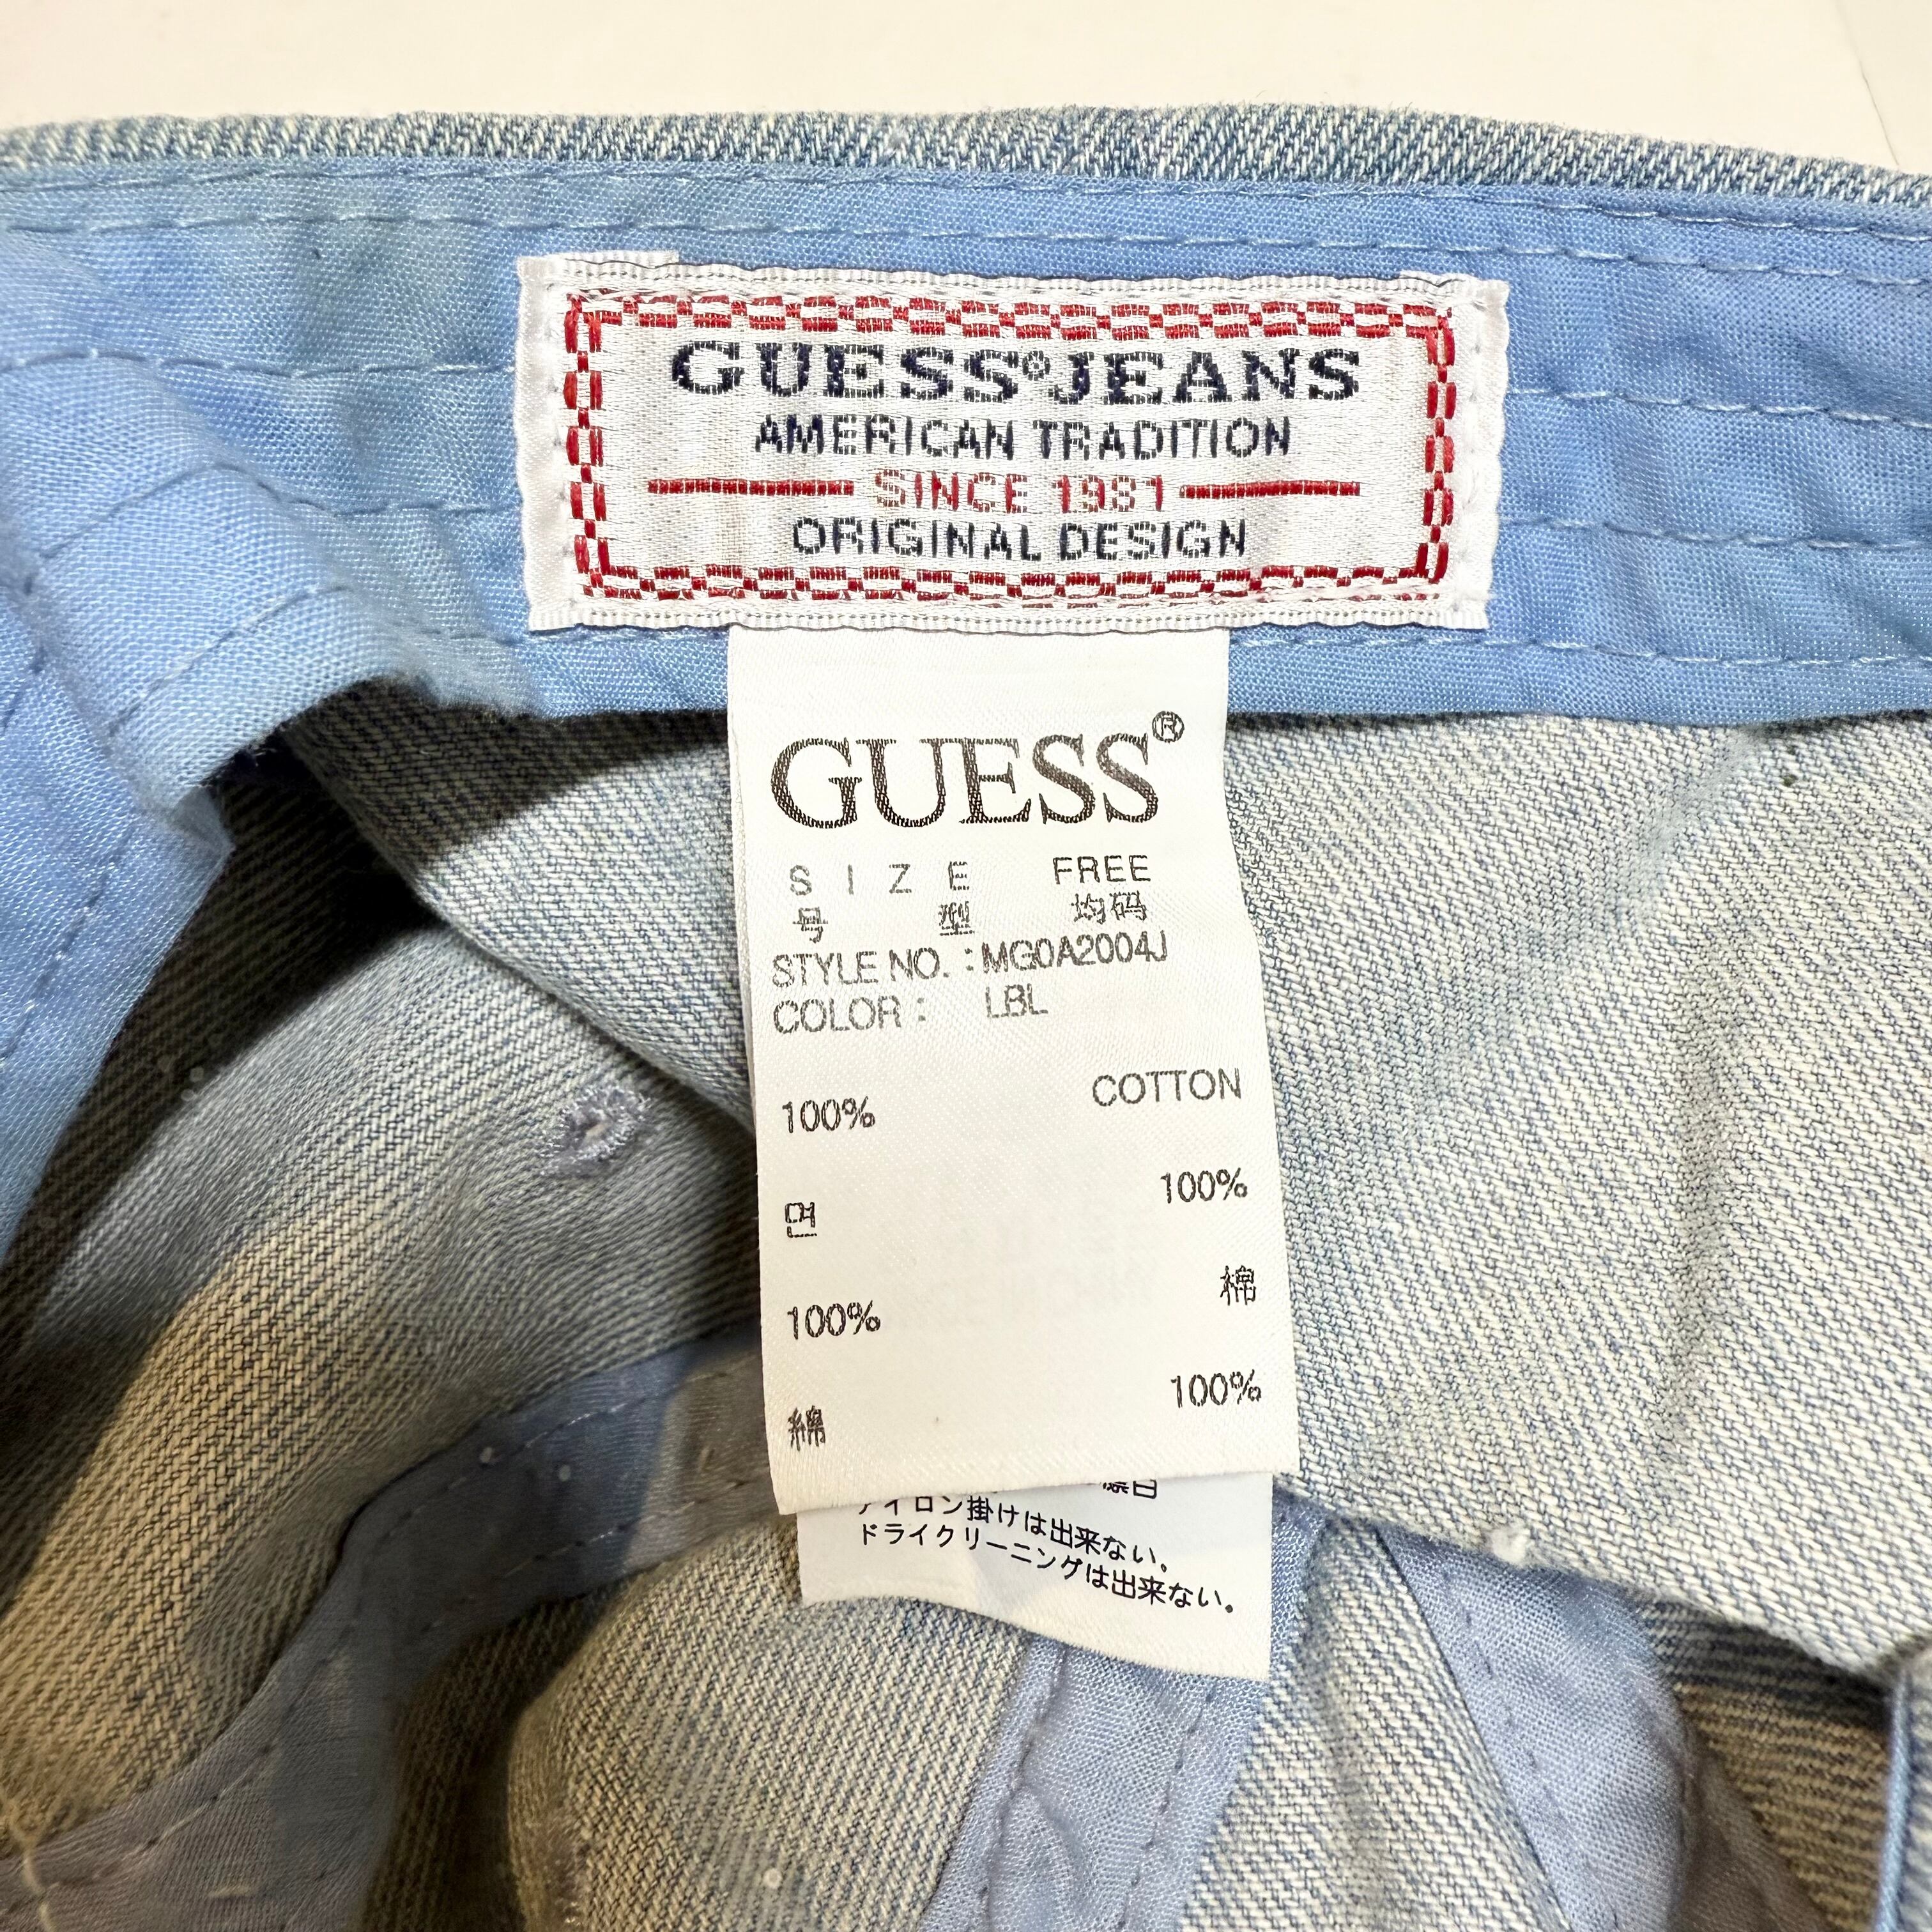 GUESS®JEANS
AMERICAN TRADITION
SINCE 1981
ORIGINAL DESIGN
GUESS®
SIZE FREE
号型 均码
STYLE NO. : MG0A2004J
COLOR : LBL
100% COTTON
면 100%
100% 棉
綿 100%
漂白
アイロン掛けは出来ない。
ドライクリーニングは出来ない。